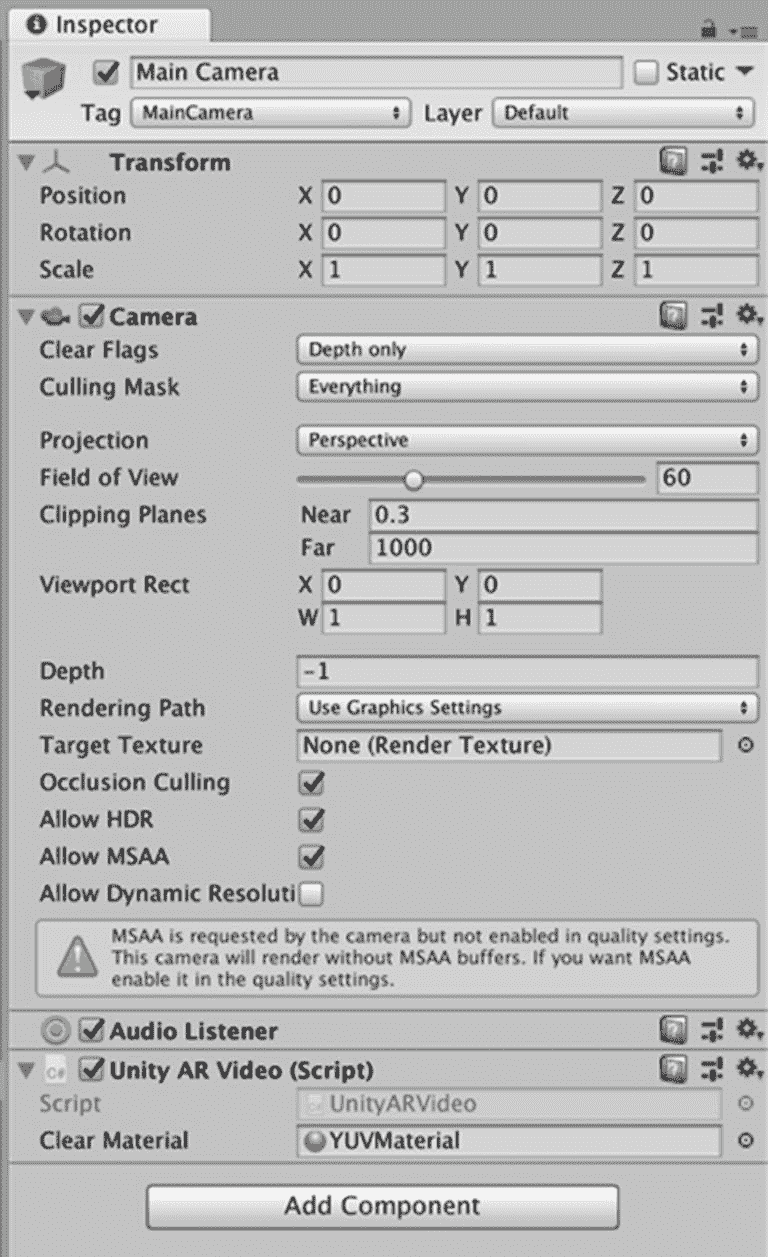 Inspector
Main Camera Static
Tag MainCamera Layer Default
Transform
Position X 0 Y 0 Z 0
Rotation X 0 Y 0 Z 0
Scale X 1 Y 1 Z 1
Camera
Clear Flags Depth only
Culling Mask Everything
Projection Perspective
Field of View 60
Clipping Planes Near 0.3
Far 1000
Viewport Rect X 0 Y 0
W 1 H 1
Depth -1
Rendering Path Use Graphics Settings
Target Texture None (Render Texture)
Occlusion Culling
Allow HDR
Allow MSAA
Allow Dynamic Resoluti
MSAA is requested by the camera but not enabled in quality settings.
This camera will render without MSAA buffers. If you want MSAA
enable it in the quality settings.
Audio Listener
C# Unity AR Video (Script)
Script UnityARVideo
Clear Material YUVMaterial
Add Component